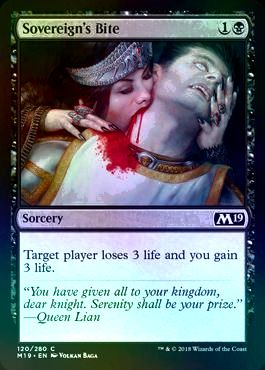 Sovereign's Bite 1
Sorcery
M19
Target player loses 3 life and you gain
3 life.
"You have given all to your kingdom,
dear knight. Serenity shall be your prize."
—Queen Lian
120/280 C
M19 • EN VOLKAN BAGA
™ & © 2018 Wizards of the Coast